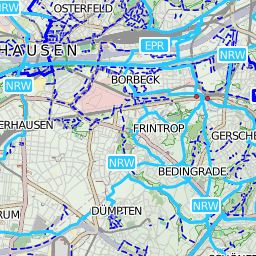 NRW
OSTERFELD
HAUSEN
EPR
NRW
BORBECK
NRW
ERHAUSEN
FRINTROP
GERSCHE
NRW
BEDINGRADE
NRW
RUM
DÜMPTEN